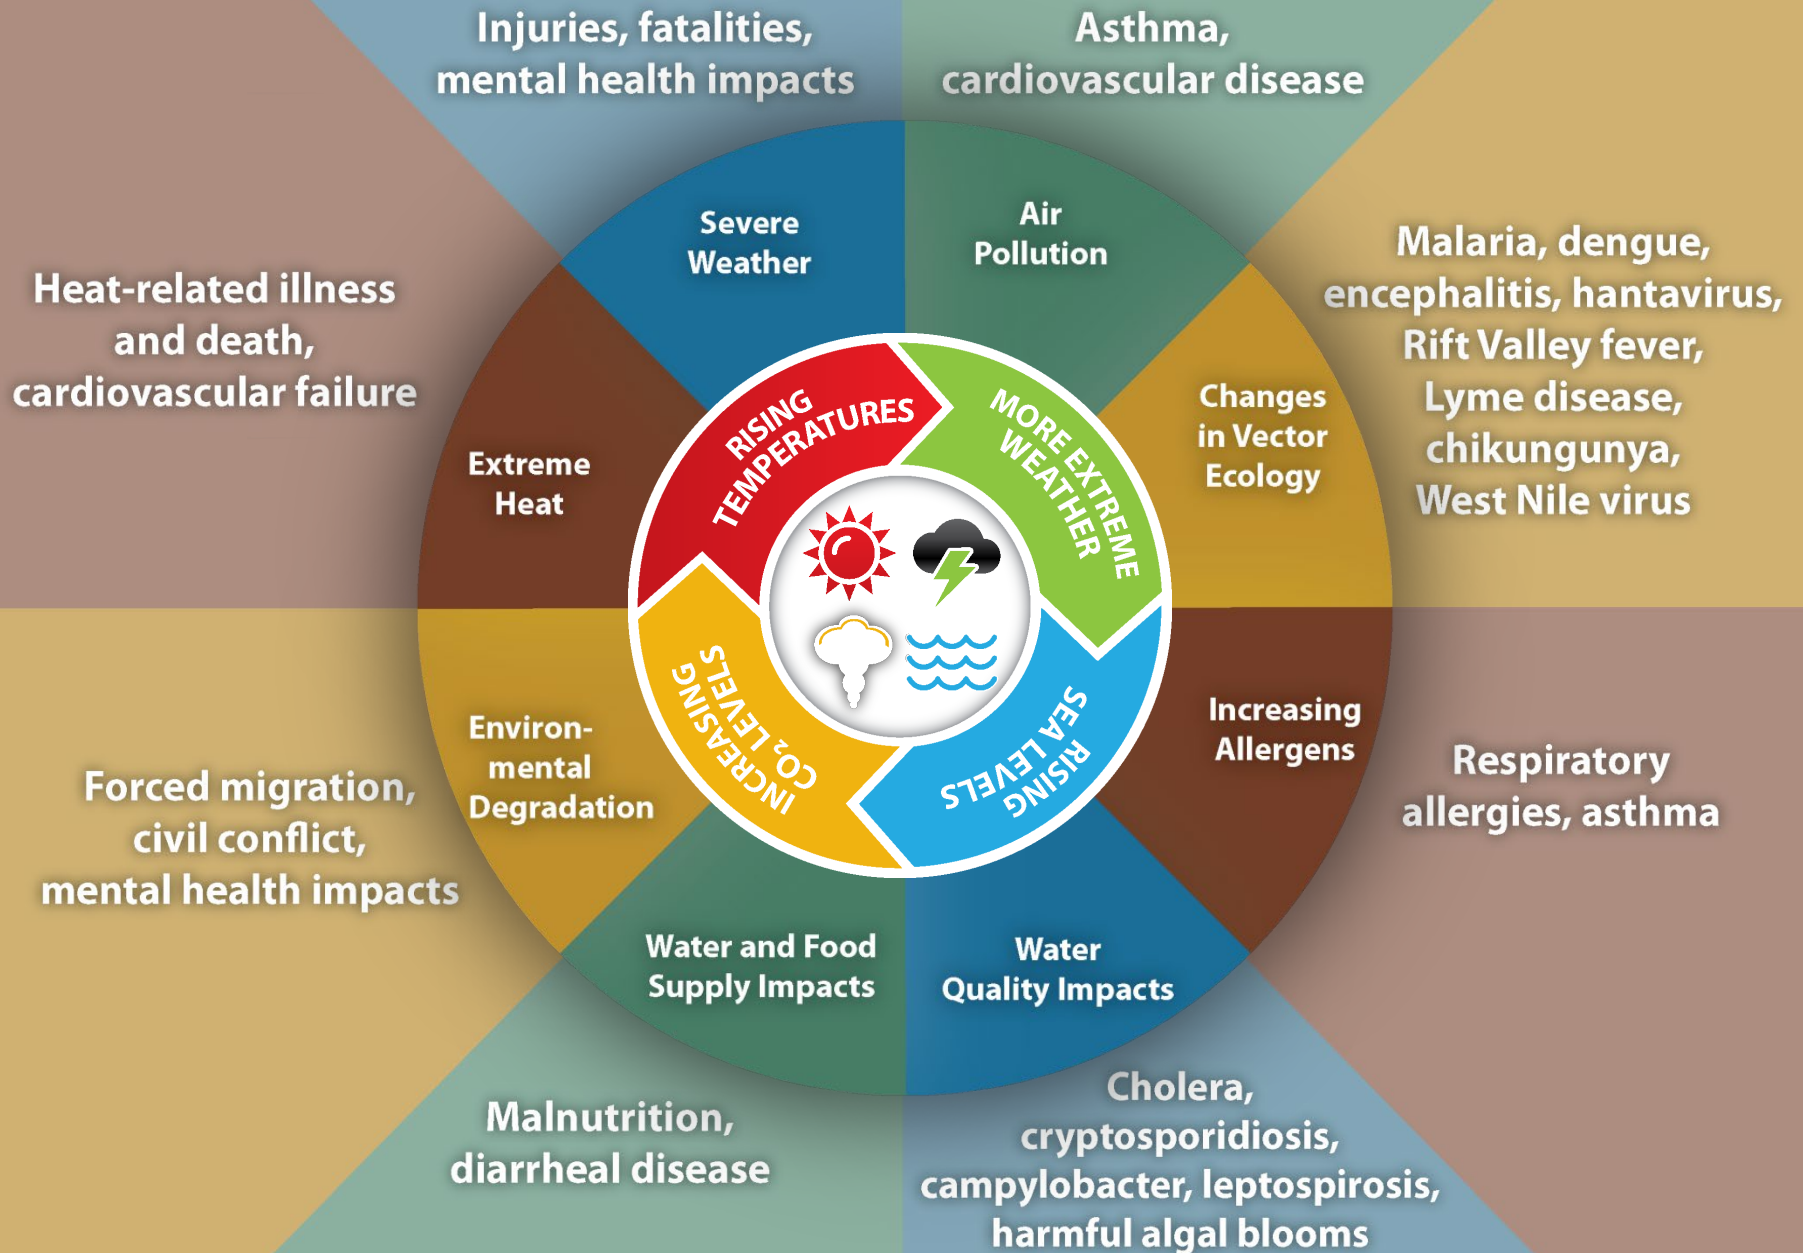 Injuries, fatalities,
mental health impacts
Asthma,
cardiovascular disease
Severe
Weather
Air
Pollution
Heat-related illness
and death,
cardiovascular failure
Malaria, dengue,
encephalitis, hantavirus,
Rift Valley fever,
Lyme disease,
chikungunya,
West Nile virus
Extreme
Heat
Changes
in Vector
Ecology
RISING
TEMPERATURES
MORE EXTREME
WEATHER
RISING
SEA LEVELS
INCREASING
CO₂ LEVELS
Environ-
mental
Degradation
Increasing
Allergens
Forced migration,
civil conflict,
mental health impacts
Respiratory
allergies, asthma
Water and Food
Supply Impacts
Water
Quality Impacts
Malnutrition,
diarrheal disease
Cholera,
cryptosporidiosis,
campylobacter, leptospirosis,
harmful algal blooms